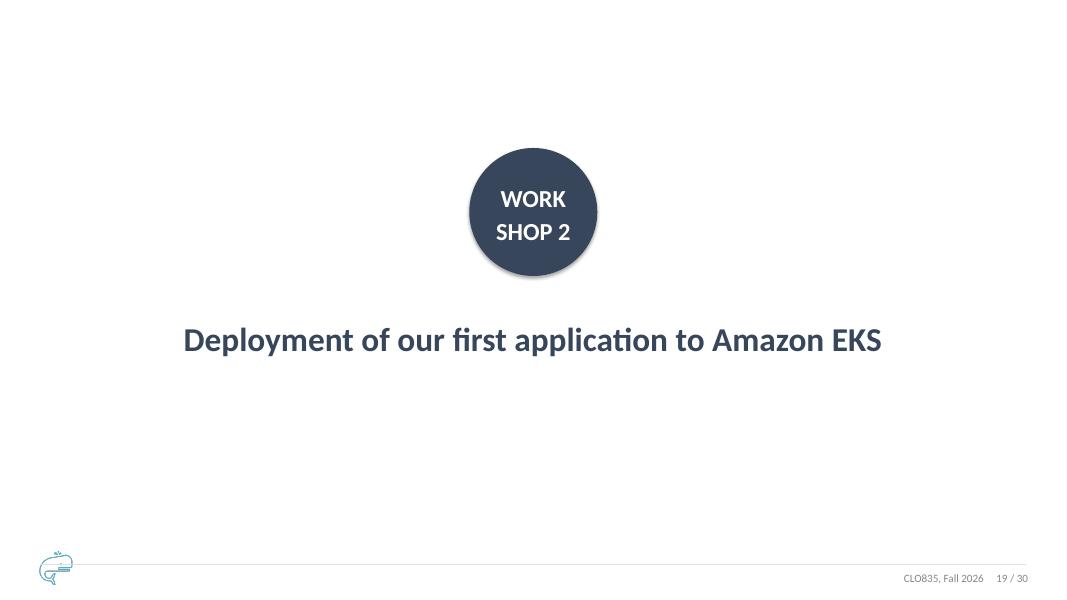 WORK
SHOP 2
Deployment of our first application to Amazon EKS
CLO835, Fall 2026 19 / 30